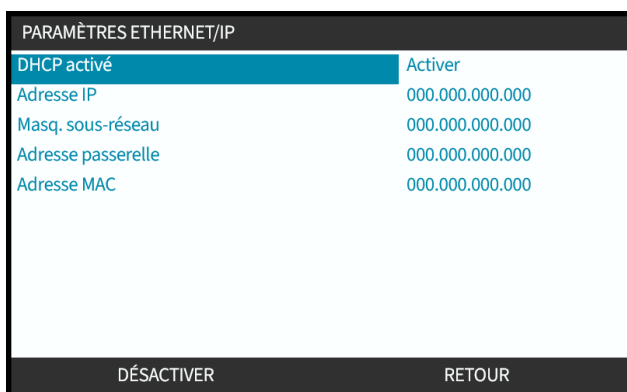 PARAMÈTRES ETHERNET/IP
DHCP activé Activer
Adresse IP 000.000.000.000
Masq. sous-réseau 000.000.000.000
Adresse passerelle 000.000.000.000
Adresse MAC 000.000.000.000
DÉSACTIVER RETOUR